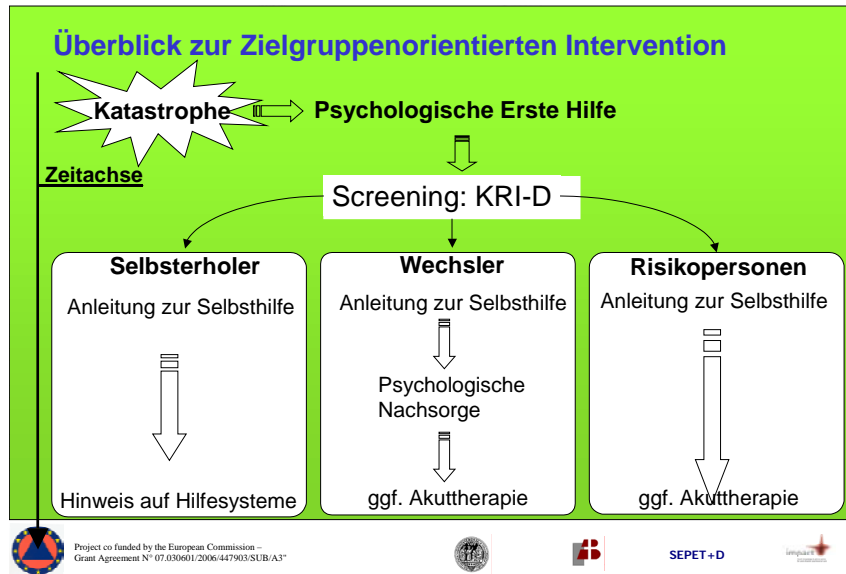 Überblick zur Zielgruppenorientierten Intervention
Katastrophe
Psychologische Erste Hilfe
Zeitachse
Screening: KRI-D
Selbsterholer
Anleitung zur Selbsthilfe
Hinweis auf Hilfesysteme
Wechsler
Anleitung zur Selbsthilfe
Psychologische
Nachsorge
ggf. Akuttherapie
Risikopersonen
Anleitung zur Selbsthilfe
ggf. Akuttherapie
Project co funded by the European Commission –
Grant Agreement N° 07.030601/2006/447903/SUB/A3"
SEPET+D
impact